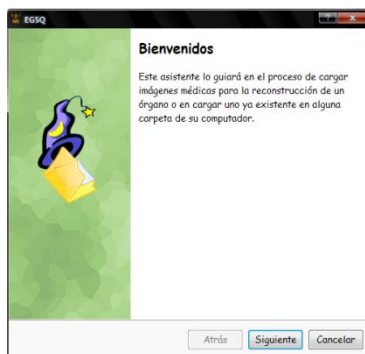 EGSQ
Bienvenidos
Este asistente lo guiará en el proceso de cargar
imágenes médicas para la reconstrucción de un
órgano o en cargar uno ya existente en alguna
carpeta de su computador.
Atrás Siguiente Cancelar